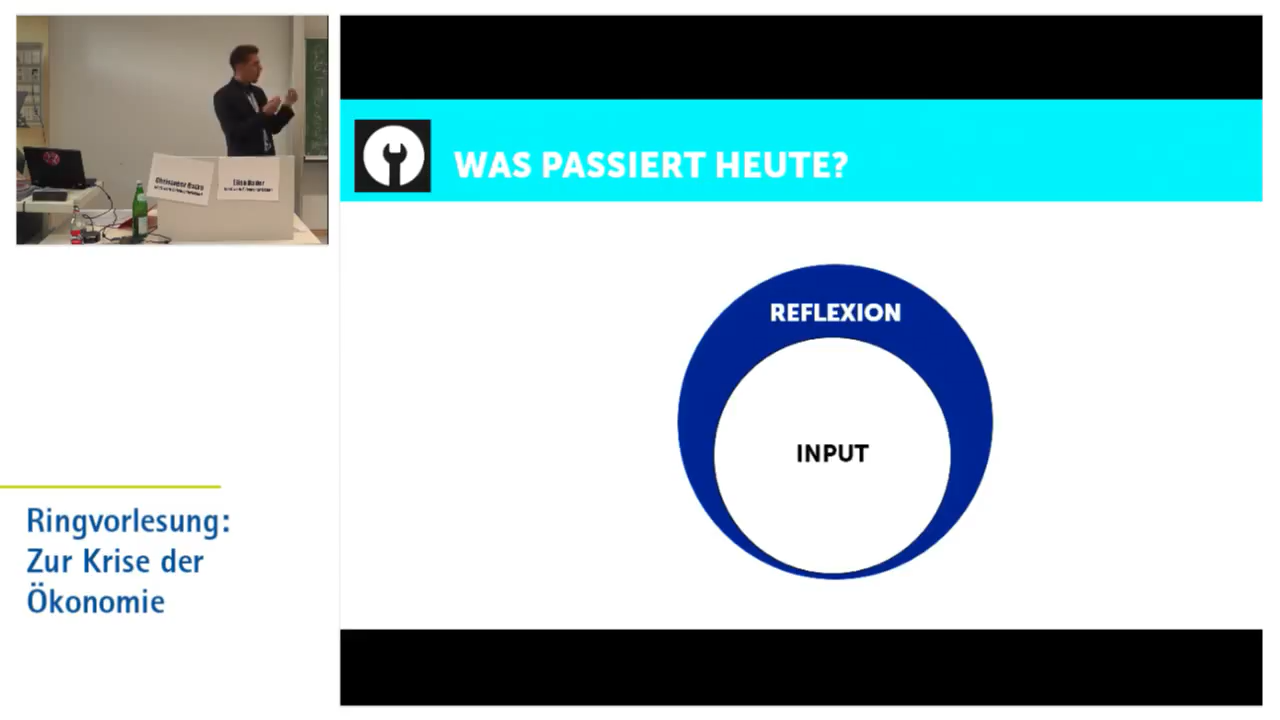 WAS PASSIERT HEUTE?
REFLEXION
INPUT
Ringvorlesung:
Zur Krise der
Ökonomie